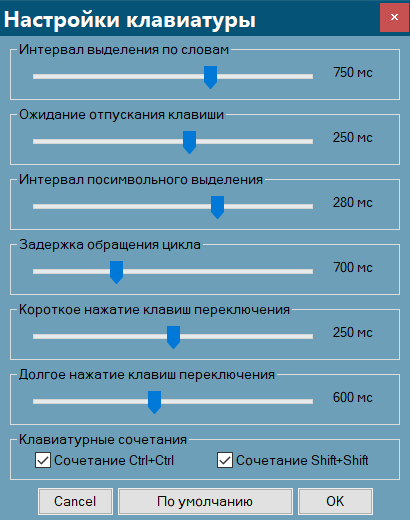 Настройки клавиатуры
Интервал выделения по словам
750 мс
Ожидание отпускания клавиши
250 мс
Интервал посимвольного выделения
280 мс
Задержка обращения цикла
700 мс
Короткое нажатие клавиш переключения
250 мс
Долгое нажатие клавиш переключения
600 мс
Клавиатурные сочетания
Сочетание Ctrl+Ctrl Сочетание Shift+Shift
Cancel По умолчанию OK